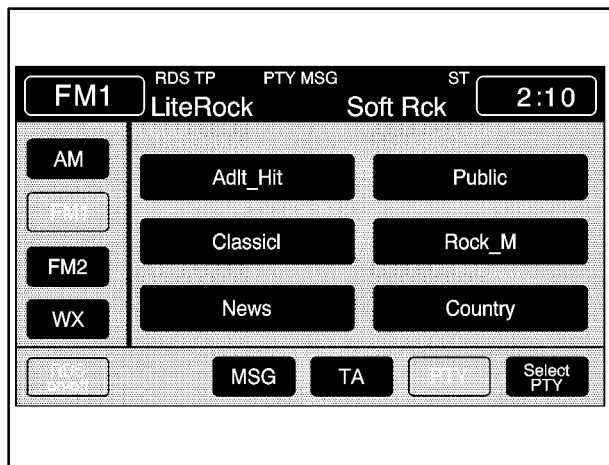 RDS TP PTY MSG ST
FM1 LiteRock Soft Rck 2:10
AM
Adlt_Hit Public
FM1
Classicl Rock_M
FM2
News Country
WX
MSG TA PTY Select
PTY